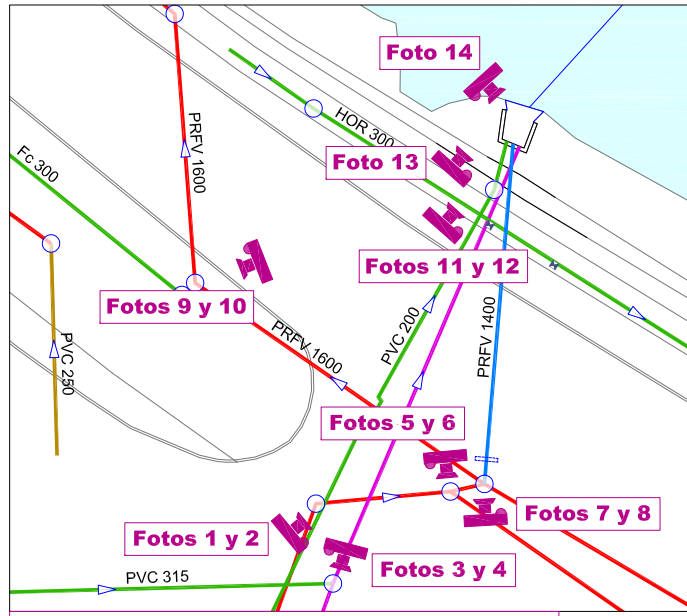 Foto 14
HOR 300
PRFV 1600
Fc 300
Foto 13
Fotos 11 y 12
Fotos 9 y 10
PVC 200
PRFV 1400
PRFV 1600
PVC 250
Fotos 5 y 6
Fotos 7 y 8
Fotos 1 y 2
Fotos 3 y 4
PVC 315